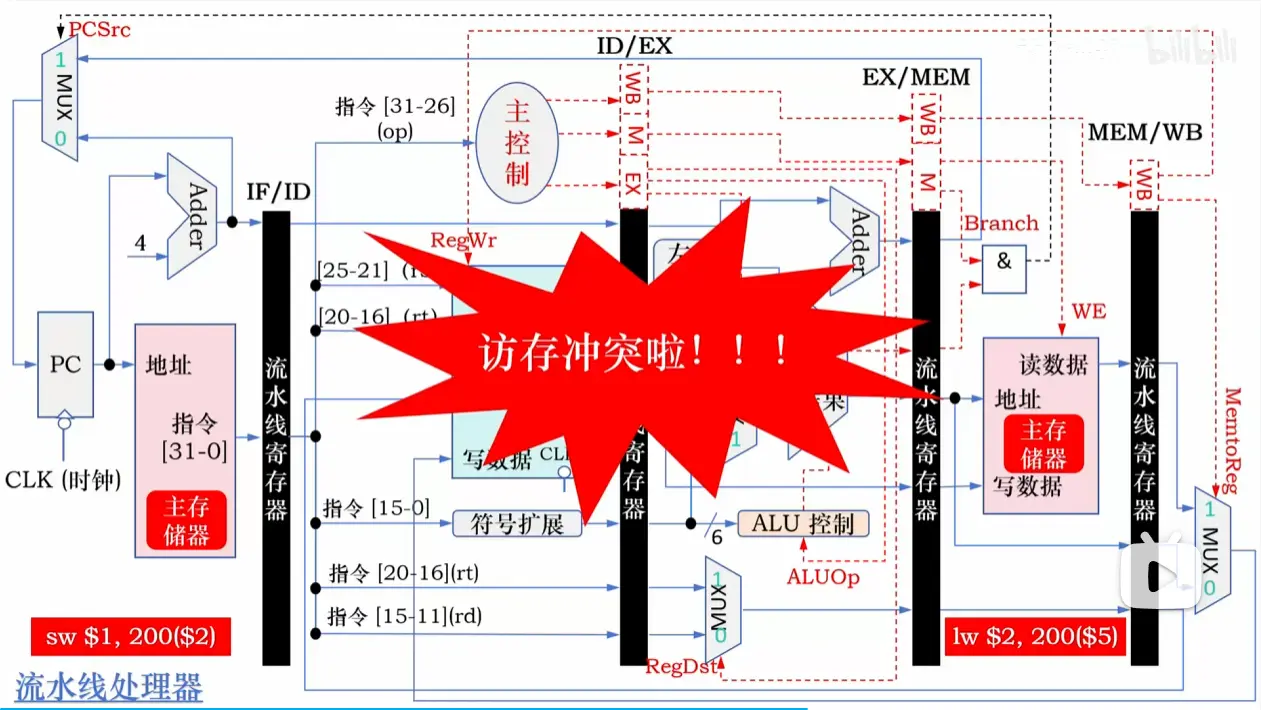 PCSrc
1
MUX
0
ID/EX
EX/MEM
MEM/WB
bilibili
指令 [31-26]
(op)
主控制
WB
M
EX
WB
M
WB
IF/ID
Adder
4
RegWr
[25-21]
[20-16] (rt)
左
Adder
Branch
&
WE
访存冲突啦！！！
PC
地址
指令
[31-0]
主存
储器
CLK (时钟)
流水线寄存器
寄存器
流水线寄存器
流水线寄存器
果
1
读数据
地址
主存
储器
写数据
MemtoReg
1
MUX
0
写数据
指令 [15-0]
符号扩展
6
ALU 控制
ALUOp
指令 [20-16](rt)
指令 [15-11](rd)
1
MUX
0
RegDst
sw $1, 200($2)
lw $2, 200($5)
流水线处理器